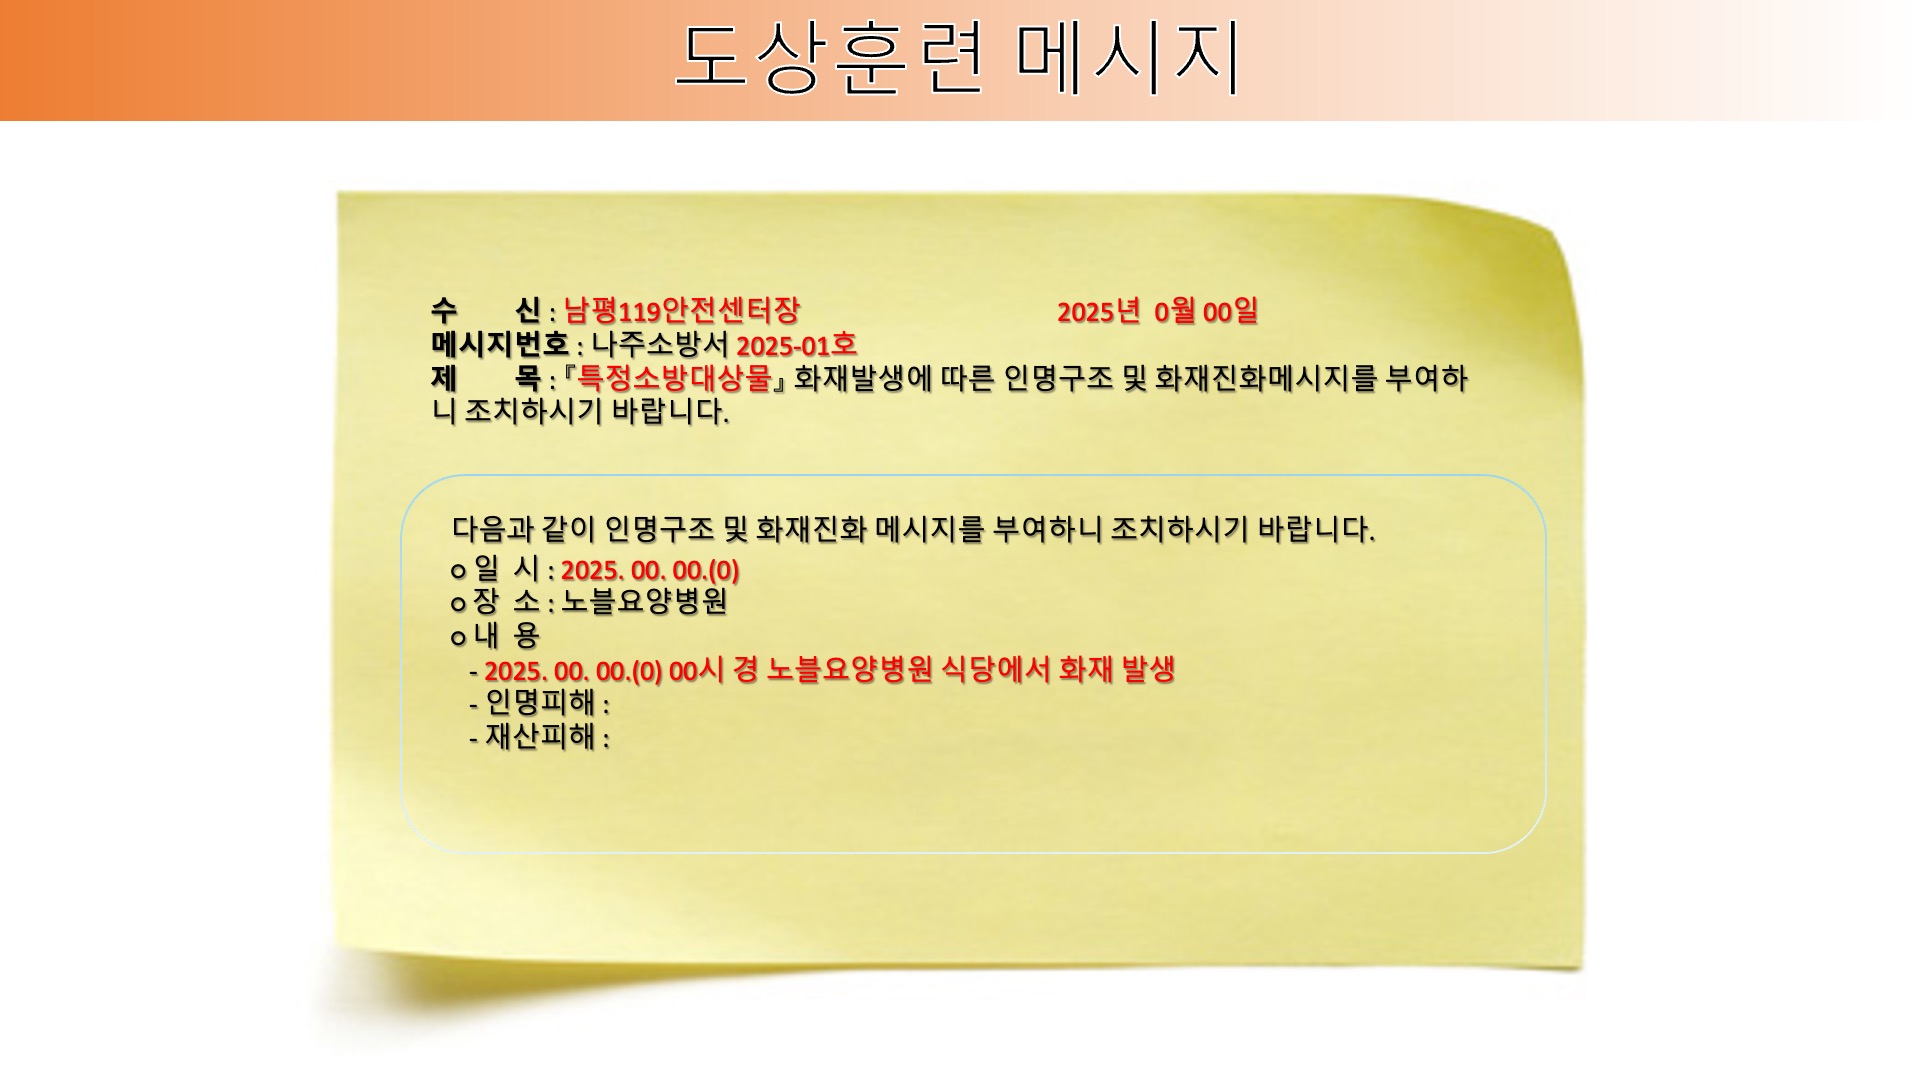 도상훈련 메시지
수 신 : 남평119안전센터장 2025년 0월 00일
메시지번호 : 나주소방서 2025-01호
제 목 : 『특정소방대상물』 화재발생에 따른 인명구조 및 화재진화메시지를 부여하
니 조치하시기 바랍니다.
다음과 같이 인명구조 및 화재진화 메시지를 부여하니 조치하시기 바랍니다.
o 일 시 : 2025. 00. 00.(0)
o 장 소 : 노블요양병원
o 내 용
- 2025. 00. 00.(0) 00시 경 노블요양병원 식당에서 화재 발생
- 인명피해 :
- 재산피해 :